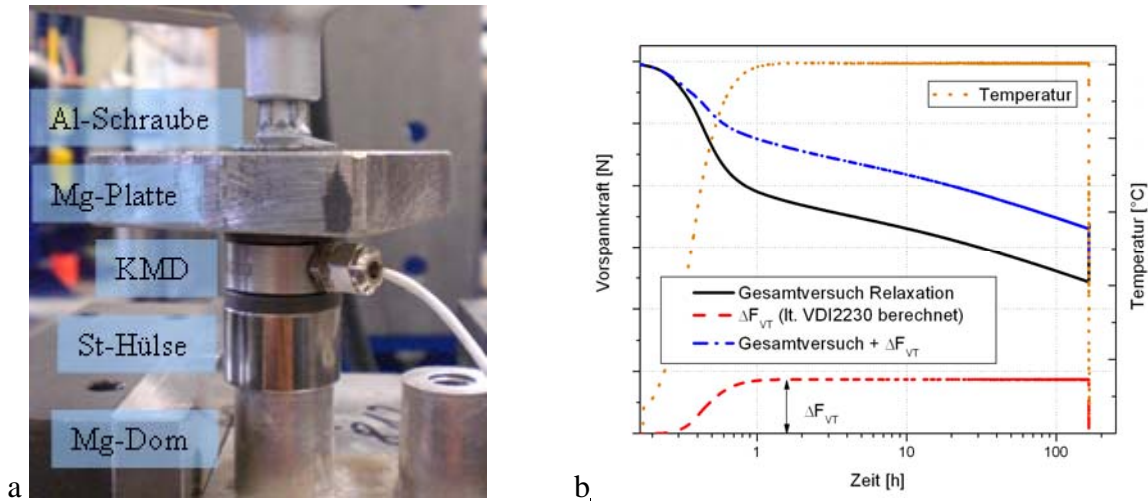 Al-Schraube
Mg-Platte
KMD
St-Hülse
Mg-Dom
a
Vorspannkraft [N]
Temperatur
Gesamtversuch Relaxation
ΔF_VT (lt. VDI2230 berechnet)
Gesamtversuch + ΔF_VT
ΔF_VT
1
10
100
Zeit [h]
Temperatur [°C]
b